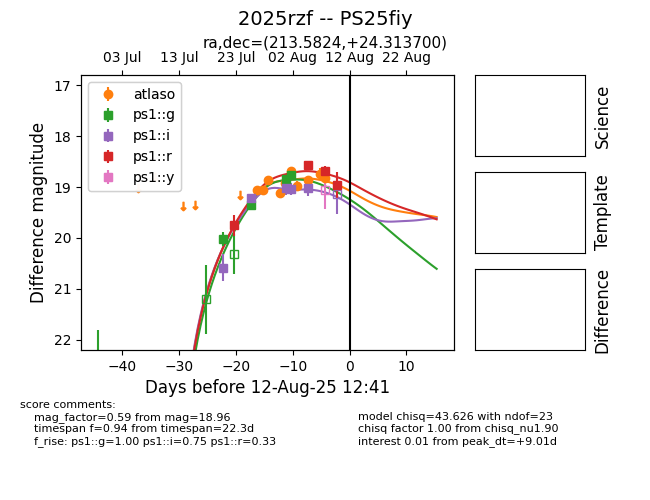 2025rzf -- PS25fiy
ra,dec=(213.5824,+24.313700)
03 Jul 13 Jul 23 Jul 02 Aug 12 Aug 22 Aug
17
18
19
20
21
22
Difference magnitude
atlaso
ps1::g
ps1::i
ps1::r
ps1::y
−40 −30 −20 −10 0 10
Days before 12-Aug-25 12:41
Science
Template
Difference
score comments:
mag_factor=0.59 from mag=18.96
timespan f=0.94 from timespan=22.3d
f_rise: ps1::g=1.00 ps1::i=0.75 ps1::r=0.33
model chisq=43.626 with ndof=23
chisq factor 1.00 from chisq_nu1.90
interest 0.01 from peak_dt=+9.01d